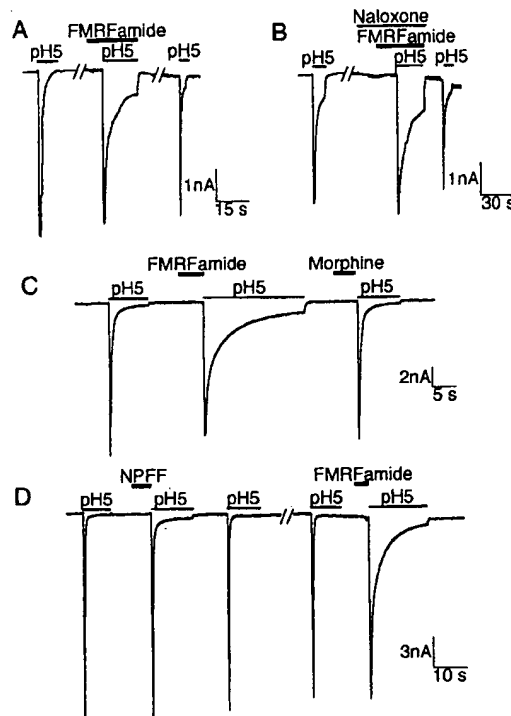 A
FMRFamide
pH5 pH5 pH5
1nA
15 s
B
Naloxone
FMRFamide
pH5 pH5 pH5
1nA
30 s
C
FMRFamide Morphine
pH5 pH5 pH5
2nA
5 s
D
NPFF FMRFamide
pH5 pH5 pH5 pH5 pH5
3nA
10 s